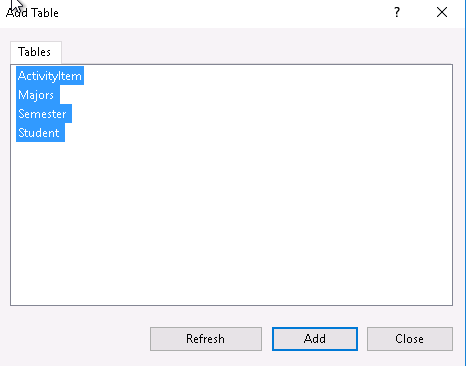 Add Table ?
Tables
ActivityItem
Majors
Semester
Student
Refresh Add Close